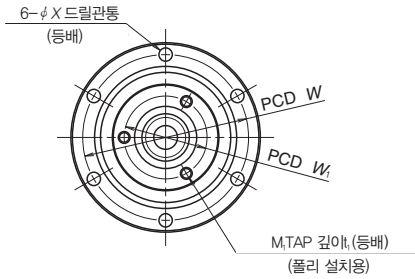 6-ϕX 드릴관통
(등배)
PCD W
PCD W₁
M₁TAP 깊이t₁(등배)
(폴리 설치용)